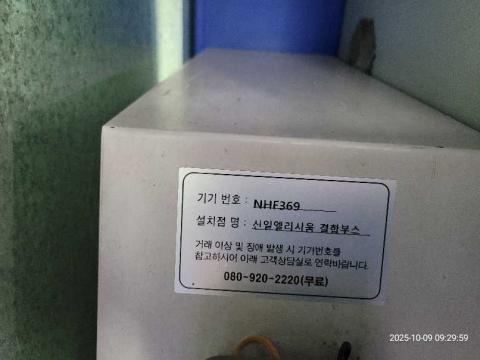 기기 번호 : NHF369
설치점 명 : 신일엘리시움 결합부스
거래 이상 및 장애 발생 시 기기번호를
참고하시어 아래 고객상담실로 연락바랍니다.
080-920-2220(무료)
2025-10-09 09:29:59